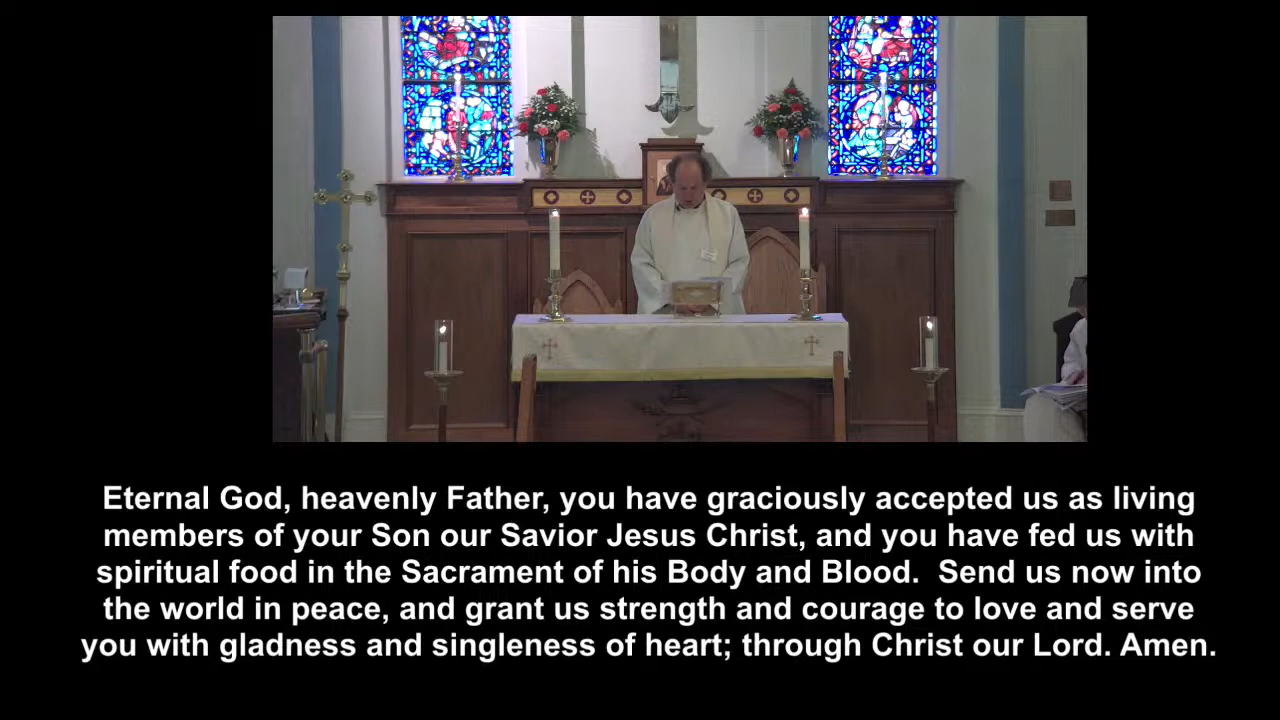 Eternal God, heavenly Father, you have graciously accepted us as living
members of your Son our Savior Jesus Christ, and you have fed us with
spiritual food in the Sacrament of his Body and Blood.  Send us now into
the world in peace, and grant us strength and courage to love and serve
you with gladness and singleness of heart; through Christ our Lord. Amen.